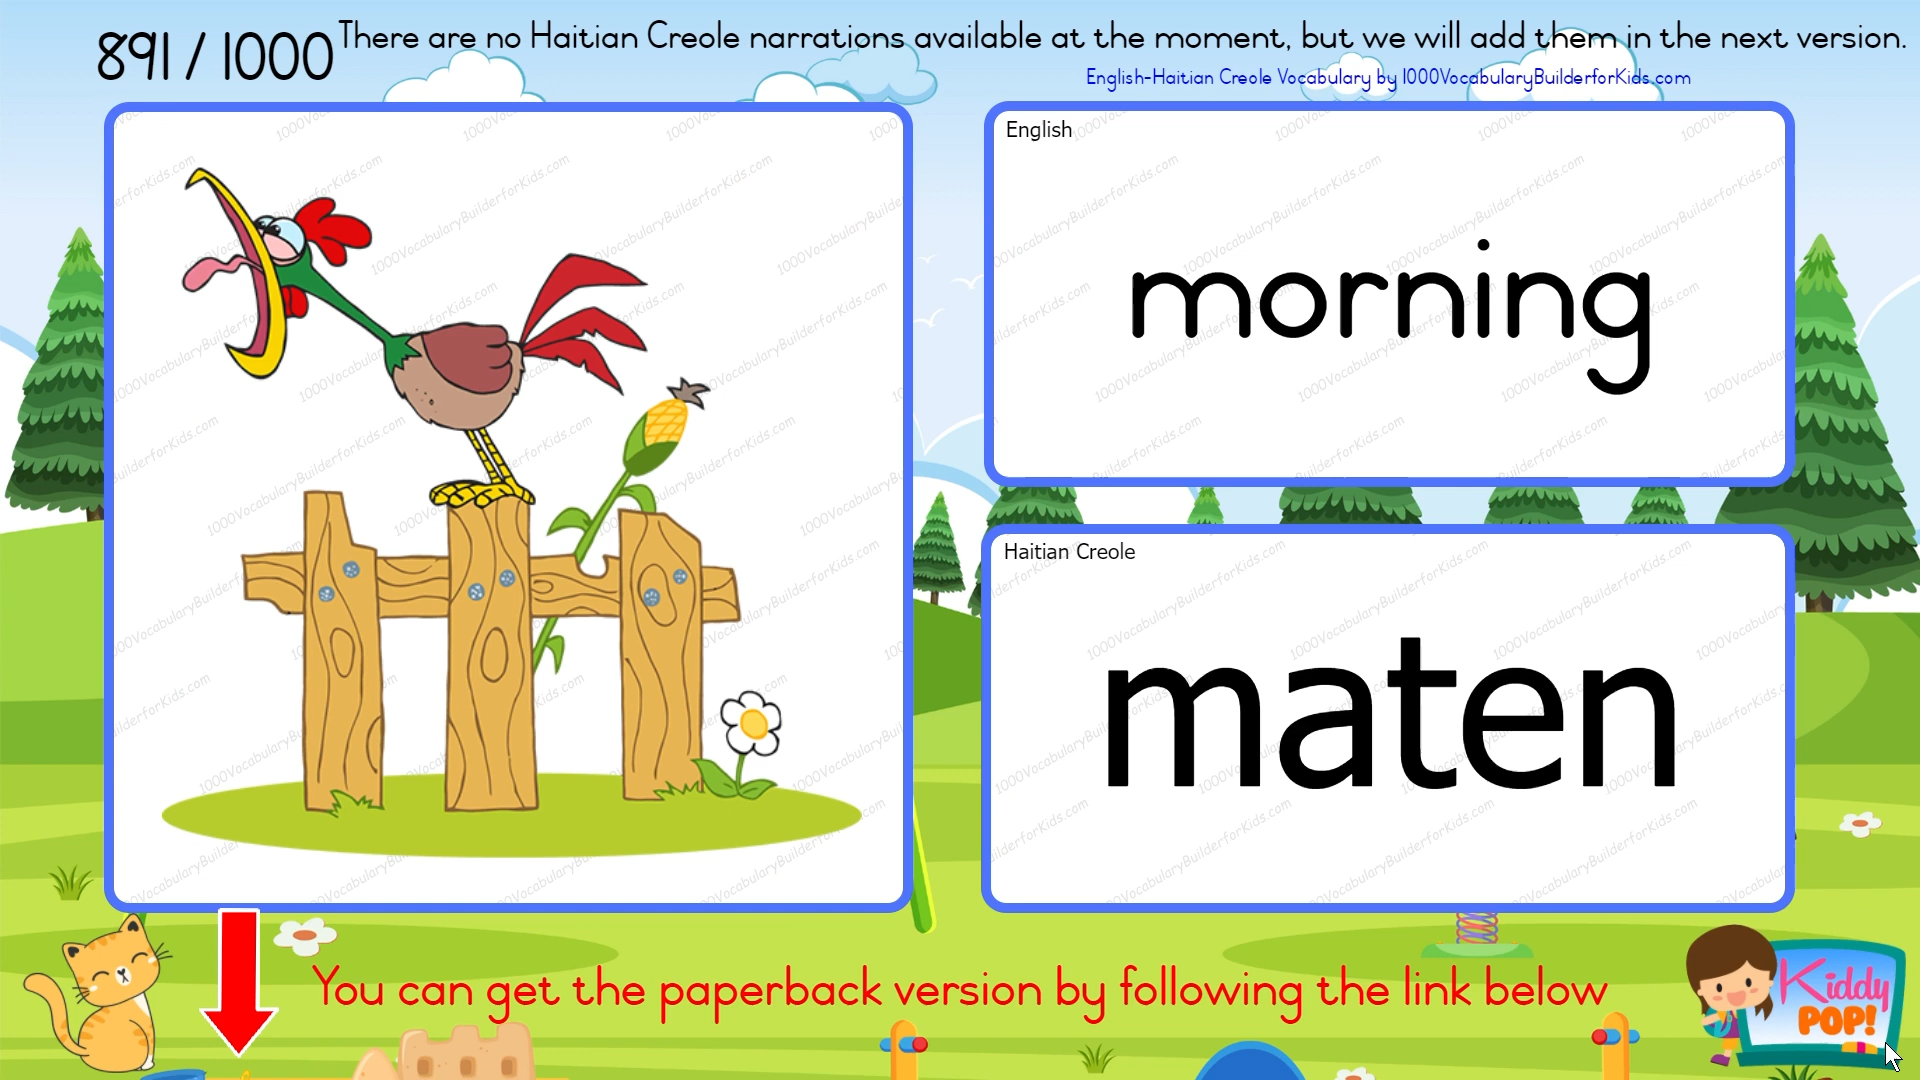 891 / 1000
There are no Haitian Creole narrations available at the moment, but we will add them in the next version.
English-Haitian Creole Vocabulary by 1000VocabularyBuilderforKids.com
English
morning
Haitian Creole
maten
1000VocabularyBuilderforKids.com
You can get the paperback version by following the link below
Kiddy
POP!